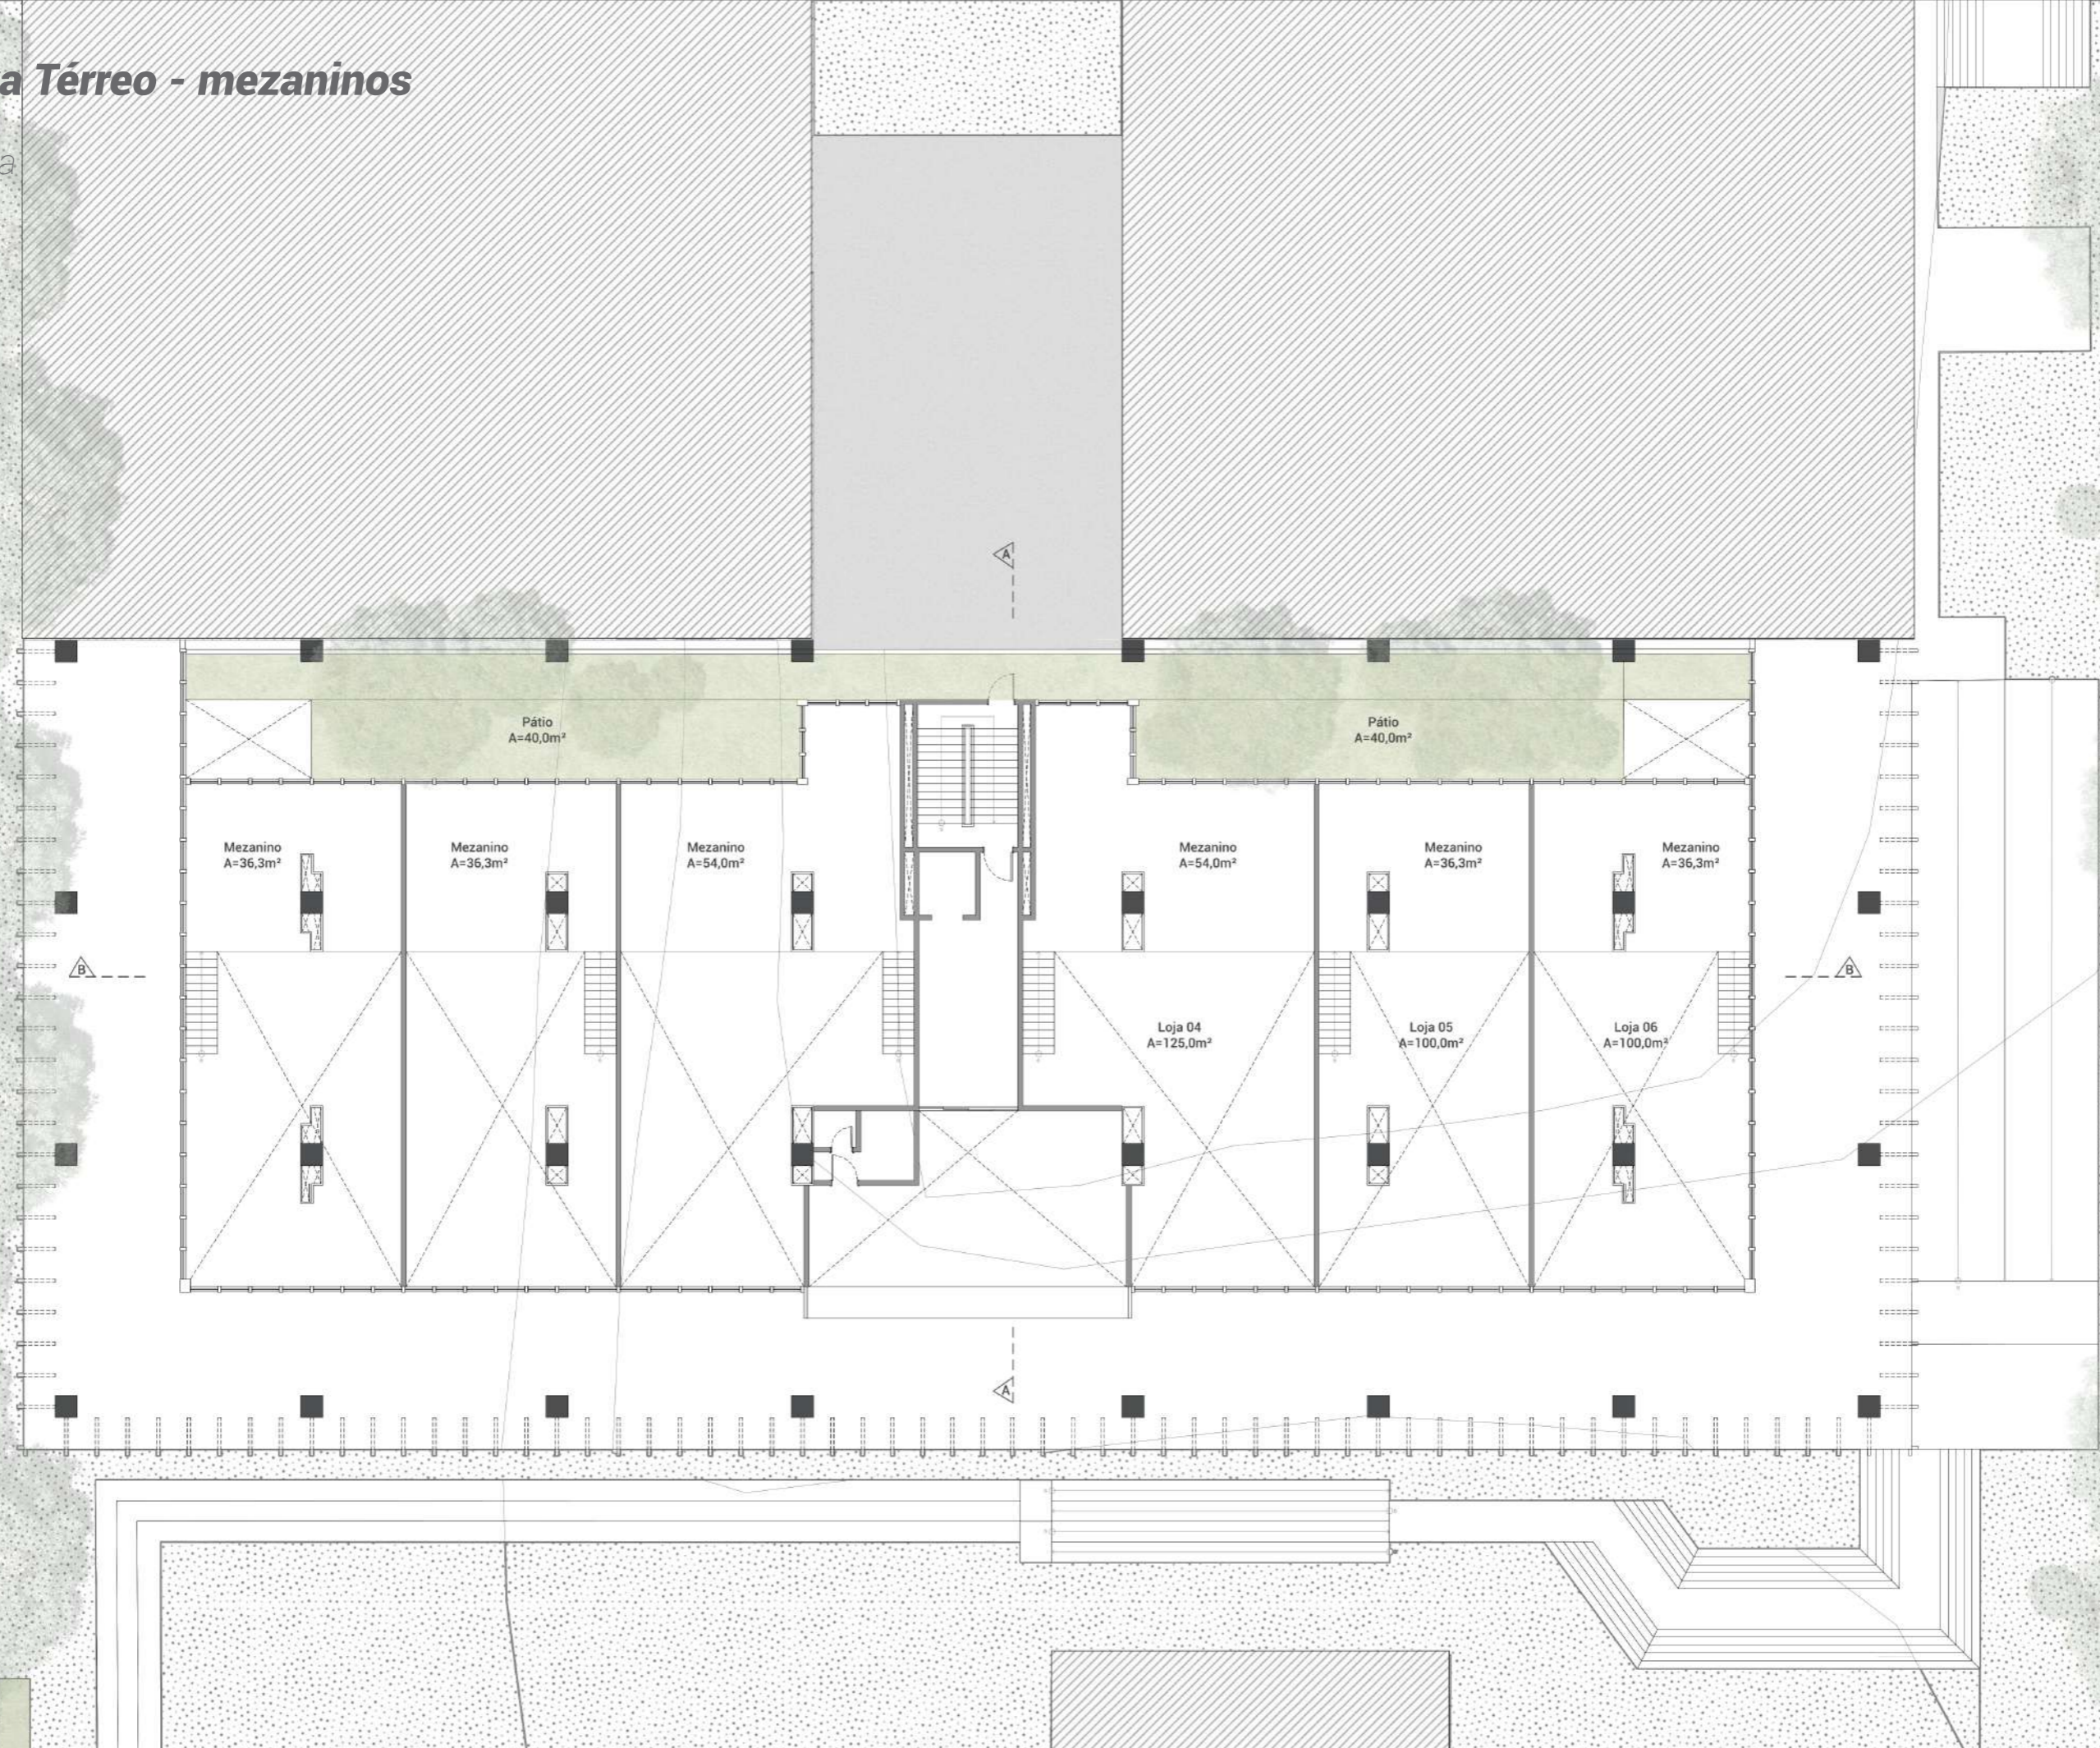 a Térreo - mezaninos
a
A
Pátio
A=40,0m²
Pátio
A=40,0m²
Mezanino
A=36,3m²
Mezanino
A=36,3m²
Mezanino
A=54,0m²
Mezanino
A=54,0m²
Mezanino
A=36,3m²
Mezanino
A=36,3m²
B
B
Loja 04
A=125,0m²
Loja 05
A=100,0m²
Loja 06
A=100,0m²
A